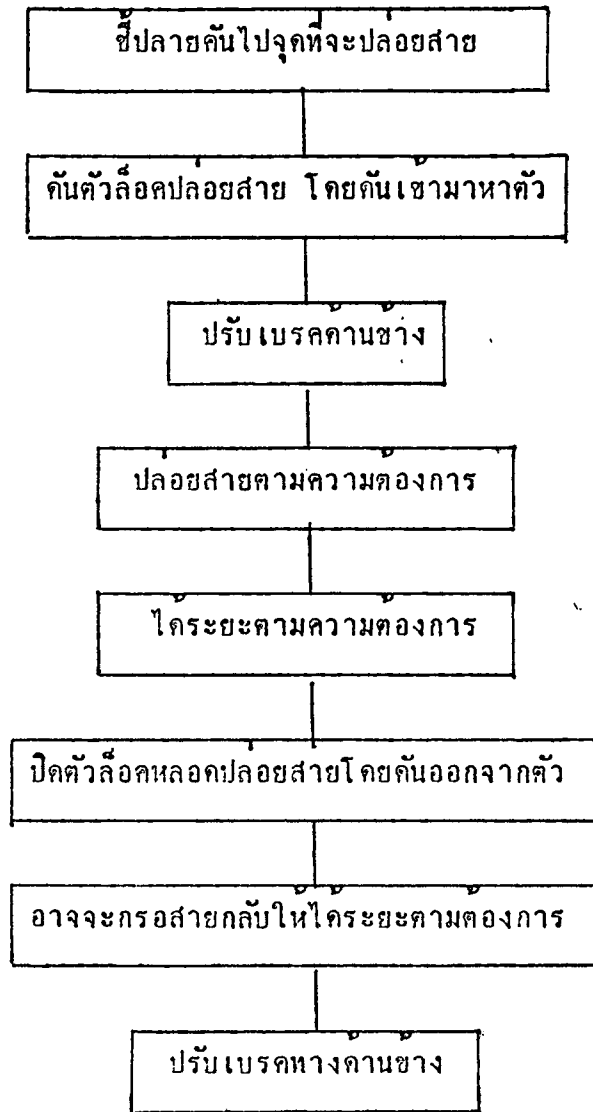 ชี้ปลายคันไปจุดที่จะปล่อยสาย
ดันตัวล็อคปล่อยสาย โดยดันเข้ามาหาตัว
ปรับเบรคด้านข้าง
ปล่อยสายตามความต้องการ
ได้ระยะตามความต้องการ
ปิดตัวล็อคหลอดปล่อยสายโดยดันออกจากตัว
อาจจะกรอสายกลับให้ได้ระยะตามต้องการ
ปรับเบรคทางด้านข้าง